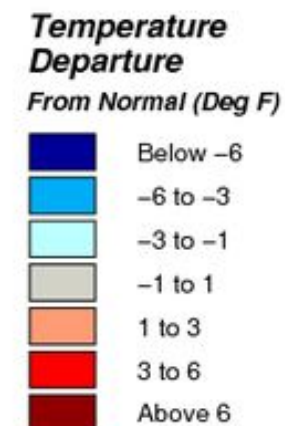 Temperature
Departure
From Normal (Deg F)
Below −6
−6 to −3
−3 to −1
−1 to 1
1 to 3
3 to 6
Above 6